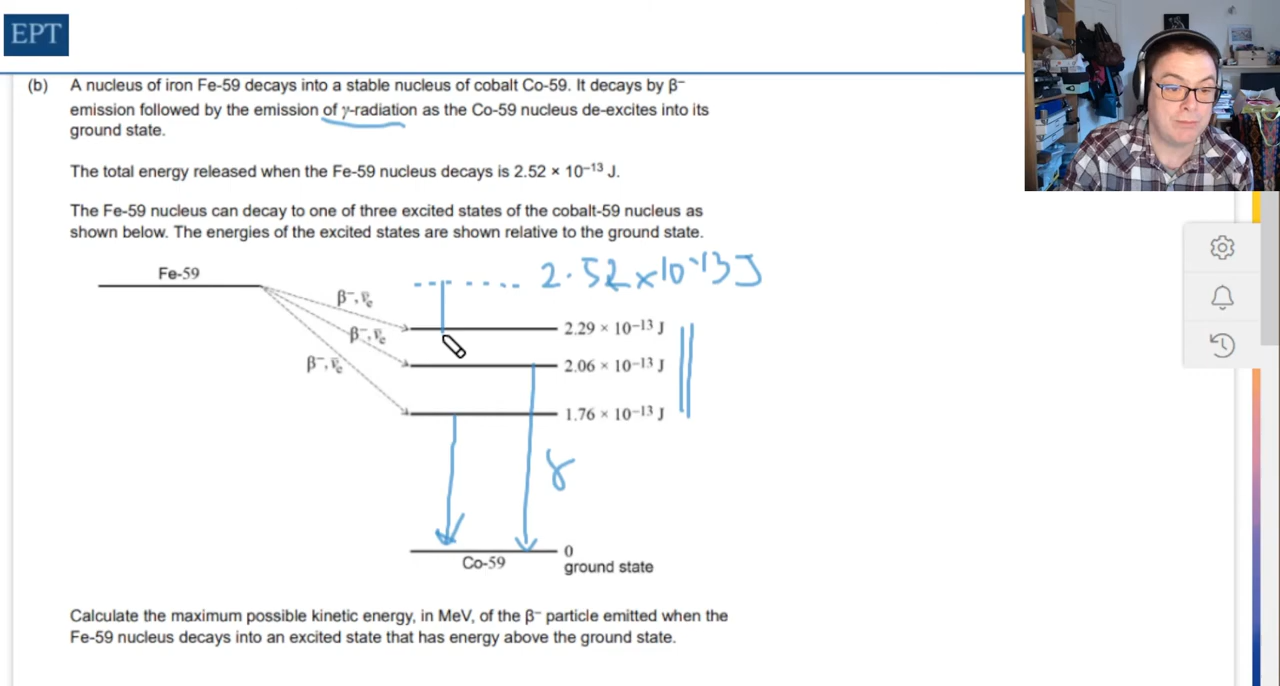 EPT
(b) A nucleus of iron Fe-59 decays into a stable nucleus of cobalt Co-59. It decays by β⁻
emission followed by the emission of γ-radiation as the Co-59 nucleus de-excites into its
ground state.
The total energy released when the Fe-59 nucleus decays is 2.52 × 10⁻¹³ J.
The Fe-59 nucleus can decay to one of three excited states of the cobalt-59 nucleus as
shown below. The energies of the excited states are shown relative to the ground state.
Fe-59
2.52×10⁻¹³J
β⁻, ν̅ₑ
2.29 × 10⁻¹³ J
β⁻, ν̅ₑ
2.06 × 10⁻¹³ J
β⁻, ν̅ₑ
1.76 × 10⁻¹³ J
γ
0
Co-59
ground state
Calculate the maximum possible kinetic energy, in MeV, of the β⁻ particle emitted when the
Fe-59 nucleus decays into an excited state that has energy above the ground state.